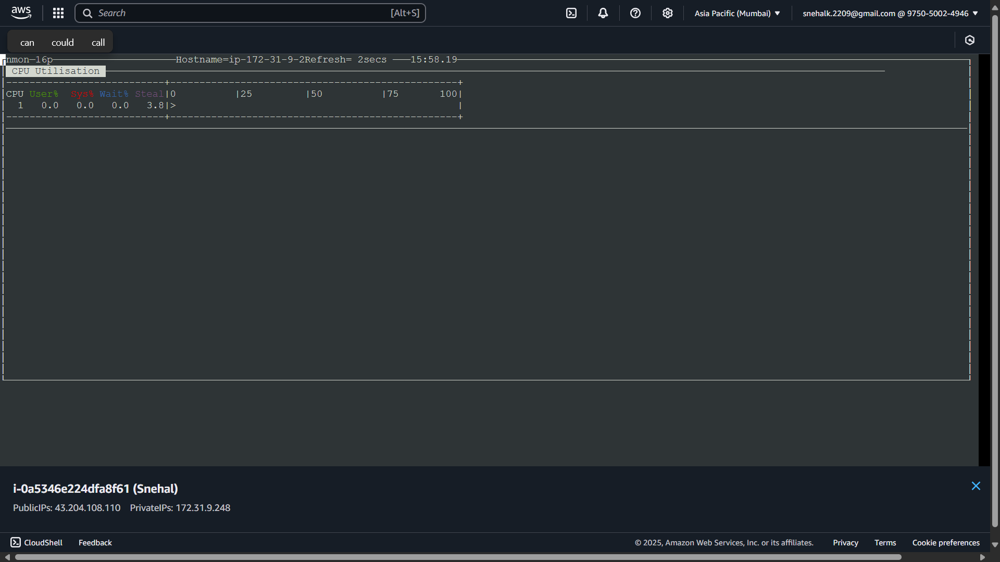 aws Search [Alt+S] Asia Pacific (Mumbai) snehalk.2209@gmail.com @ 9750-5002-4946
can could call
nmon-16p Hostname=ip-172-31-9-2Refresh= 2secs 15:58.19
CPU Utilisation
---------------------------+-------------------------------------------------+
CPU User% Sys% Wait% Steal|0 |25 |50 |75 100|
1 0.0 0.0 0.0 3.8|> |
---------------------------+-------------------------------------------------+
i-0a5346e224dfa8f61 (Snehal)
PublicIPs: 43.204.108.110 PrivateIPs: 172.31.9.248
CloudShell Feedback © 2025, Amazon Web Services, Inc. or its affiliates. Privacy Terms Cookie preferences